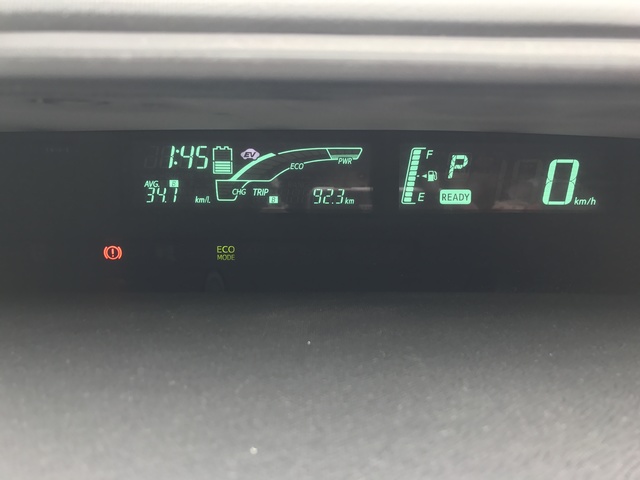 1:45
EV
ECO
PWR
AVG. B
34.1 km/L
CHG TRIP B
92.3 km
F
E
P
READY
0 km/h
ECO
MODE